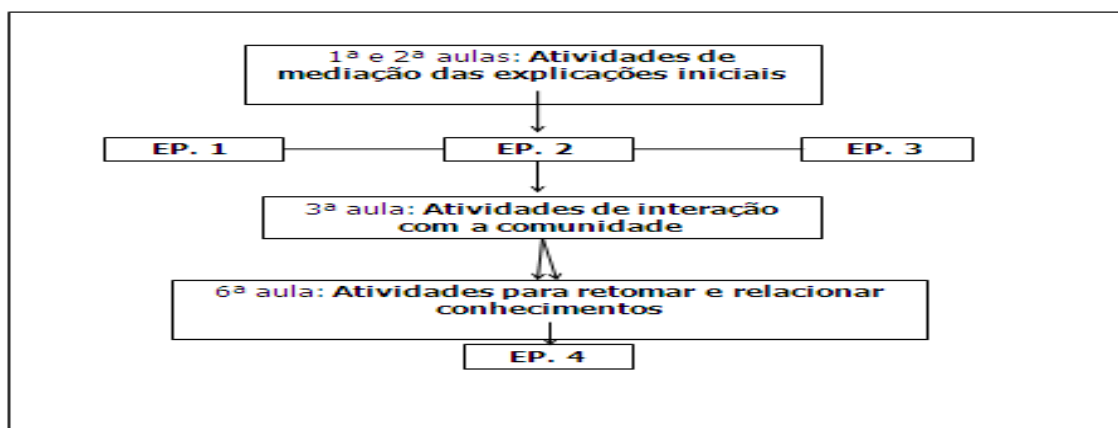 1ª e 2ª aulas: Atividades de
mediação das explicações iniciais
EP. 1
EP. 2
EP. 3
3ª aula: Atividades de interação
com a comunidade
6ª aula: Atividades para retomar e relacionar
conhecimentos
EP. 4